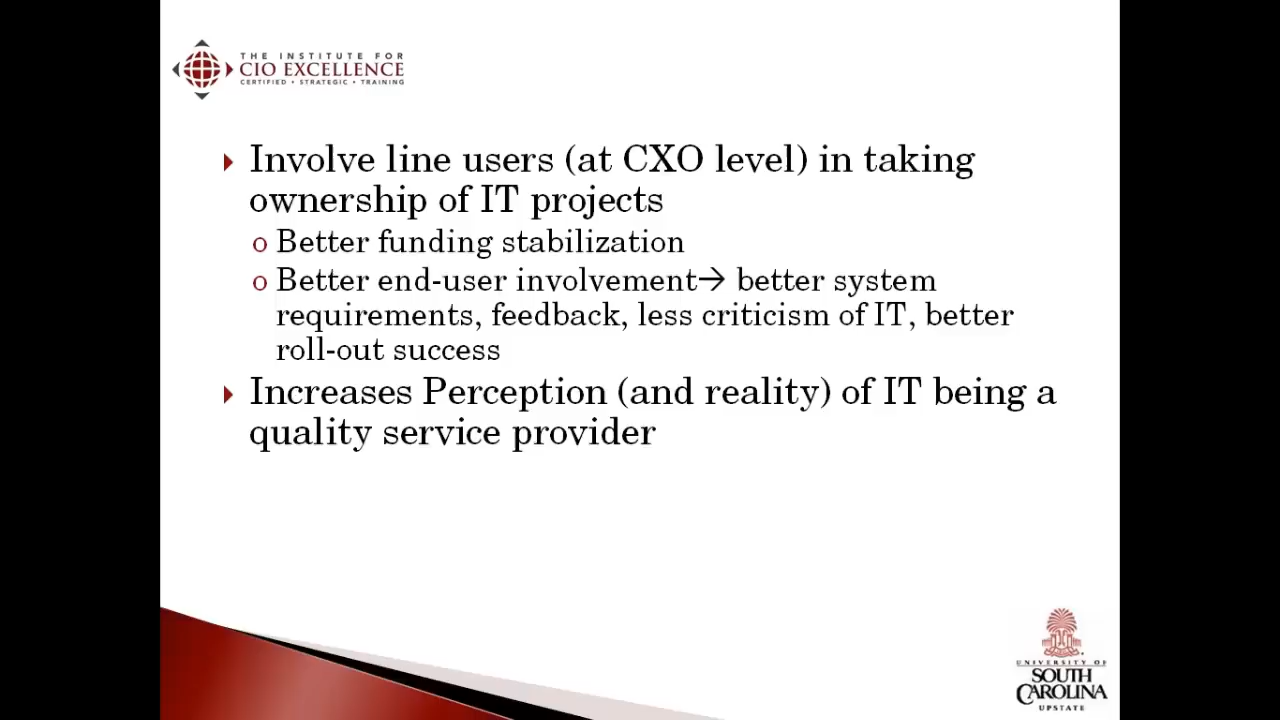 THE INSTITUTE FOR
CIO EXCELLENCE
CERTIFIED • STRATEGIC • TRAINING
Involve line users (at CXO level) in taking
ownership of IT projects
o Better funding stabilization
o Better end-user involvement→ better system
requirements, feedback, less criticism of IT, better
roll-out success
Increases Perception (and reality) of IT being a
quality service provider
UNIVERSITY OF
SOUTH
CAROLINA
UPSTATE